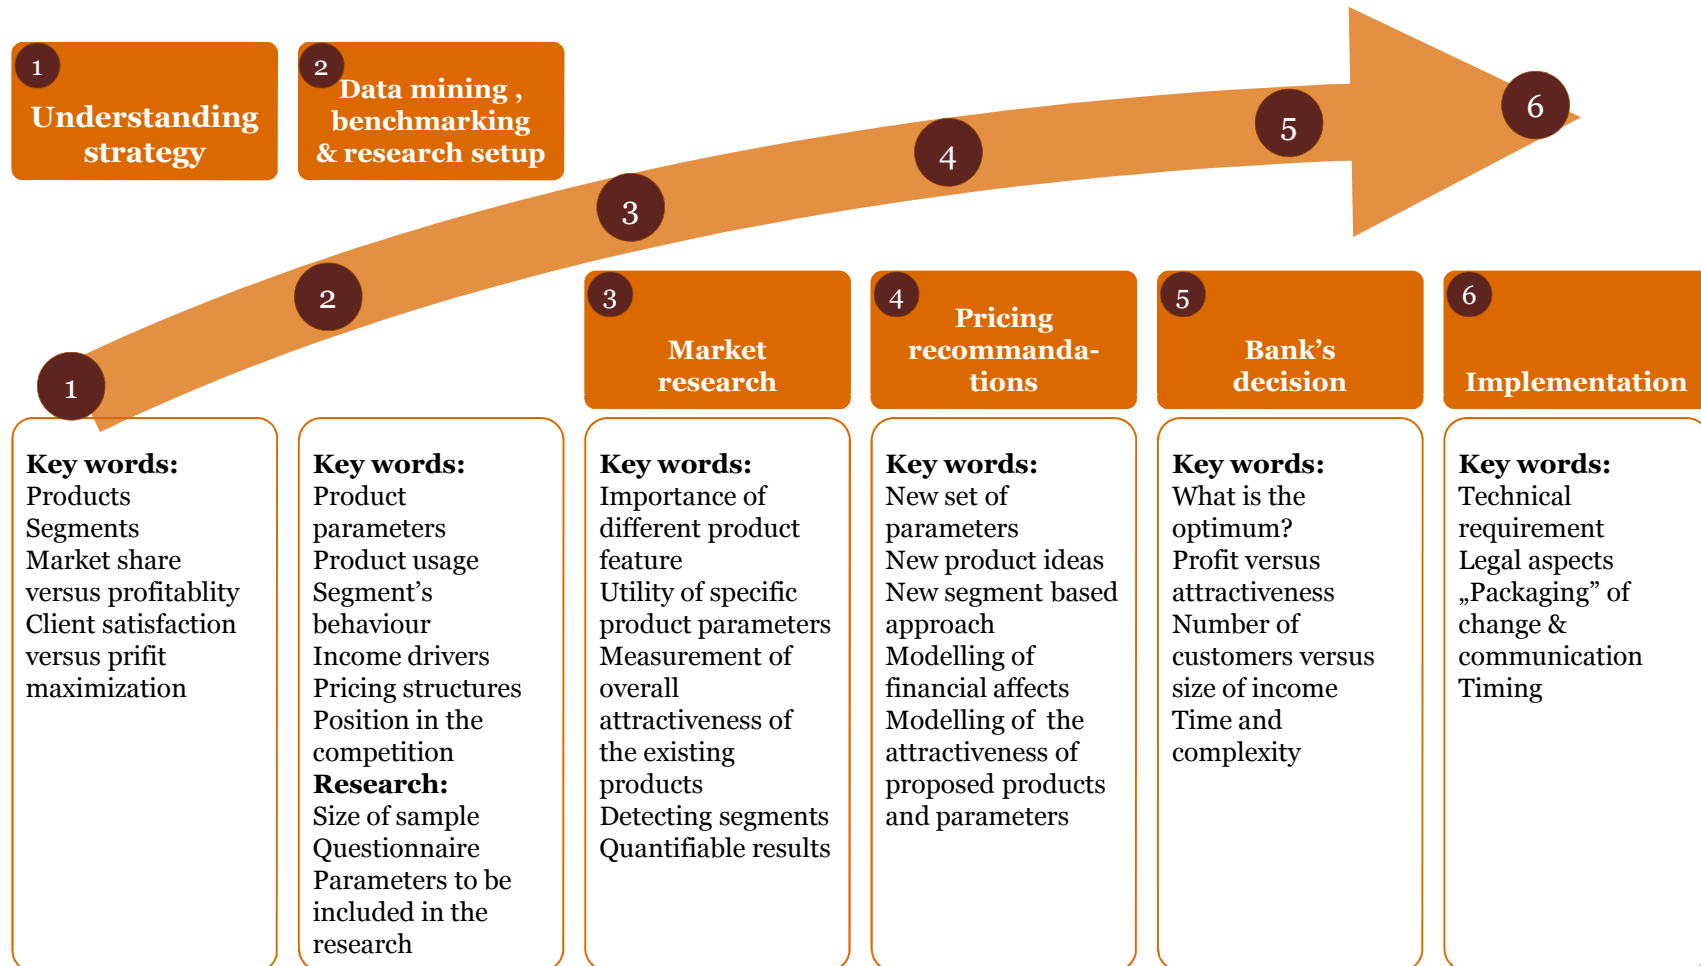 1
Understanding
strategy
2
Data mining ,
benchmarking
& research setup
1
2
3
4
5
6
3
Market
research
4
Pricing
recommanda-
tions
5
Bank's
decision
6
Implementation
Key words:
Products
Segments
Market share
versus profitablity
Client satisfaction
versus prifit
maximization
Key words:
Product
parameters
Product usage
Segment's
behaviour
Income drivers
Pricing structures
Position in the
competition
Research:
Size of sample
Questionnaire
Parameters to be
included in the
research
Key words:
Importance of
different product
feature
Utility of specific
product parameters
Measurement of
overall
attractiveness of
the existing
products
Detecting segments
Quantifiable results
Key words:
New set of
parameters
New product ideas
New segment based
approach
Modelling of
financial affects
Modelling of the
attractiveness of
proposed products
and parameters
Key words:
What is the
optimum?
Profit versus
attractiveness
Number of
customers versus
size of income
Time and
complexity
Key words:
Technical
requirement
Legal aspects
„Packaging” of
change &
communication
Timing